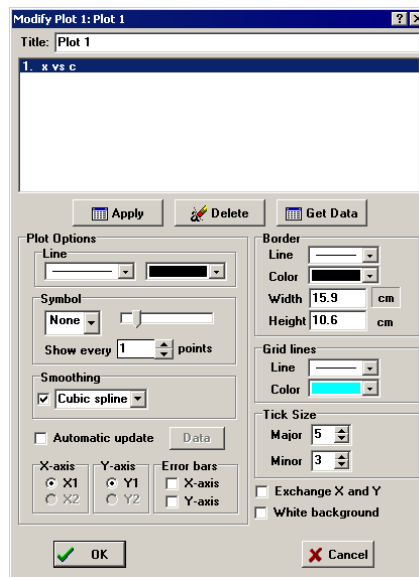 Modify Plot 1: Plot 1
Title: Plot 1
1. x vs c
Apply Delete Get Data
Plot Options
Line
Symbol
None
Show every 1 points
Smoothing
Cubic spline
Automatic update Data
X-axis Y-axis Error bars
X1 Y1 X-axis
X2 Y2 Y-axis
Border
Line
Color
Width 15.9 cm
Height 10.6 cm
Grid lines
Line
Color
Tick Size
Major 5
Minor 3
Exchange X and Y
White background
OK Cancel